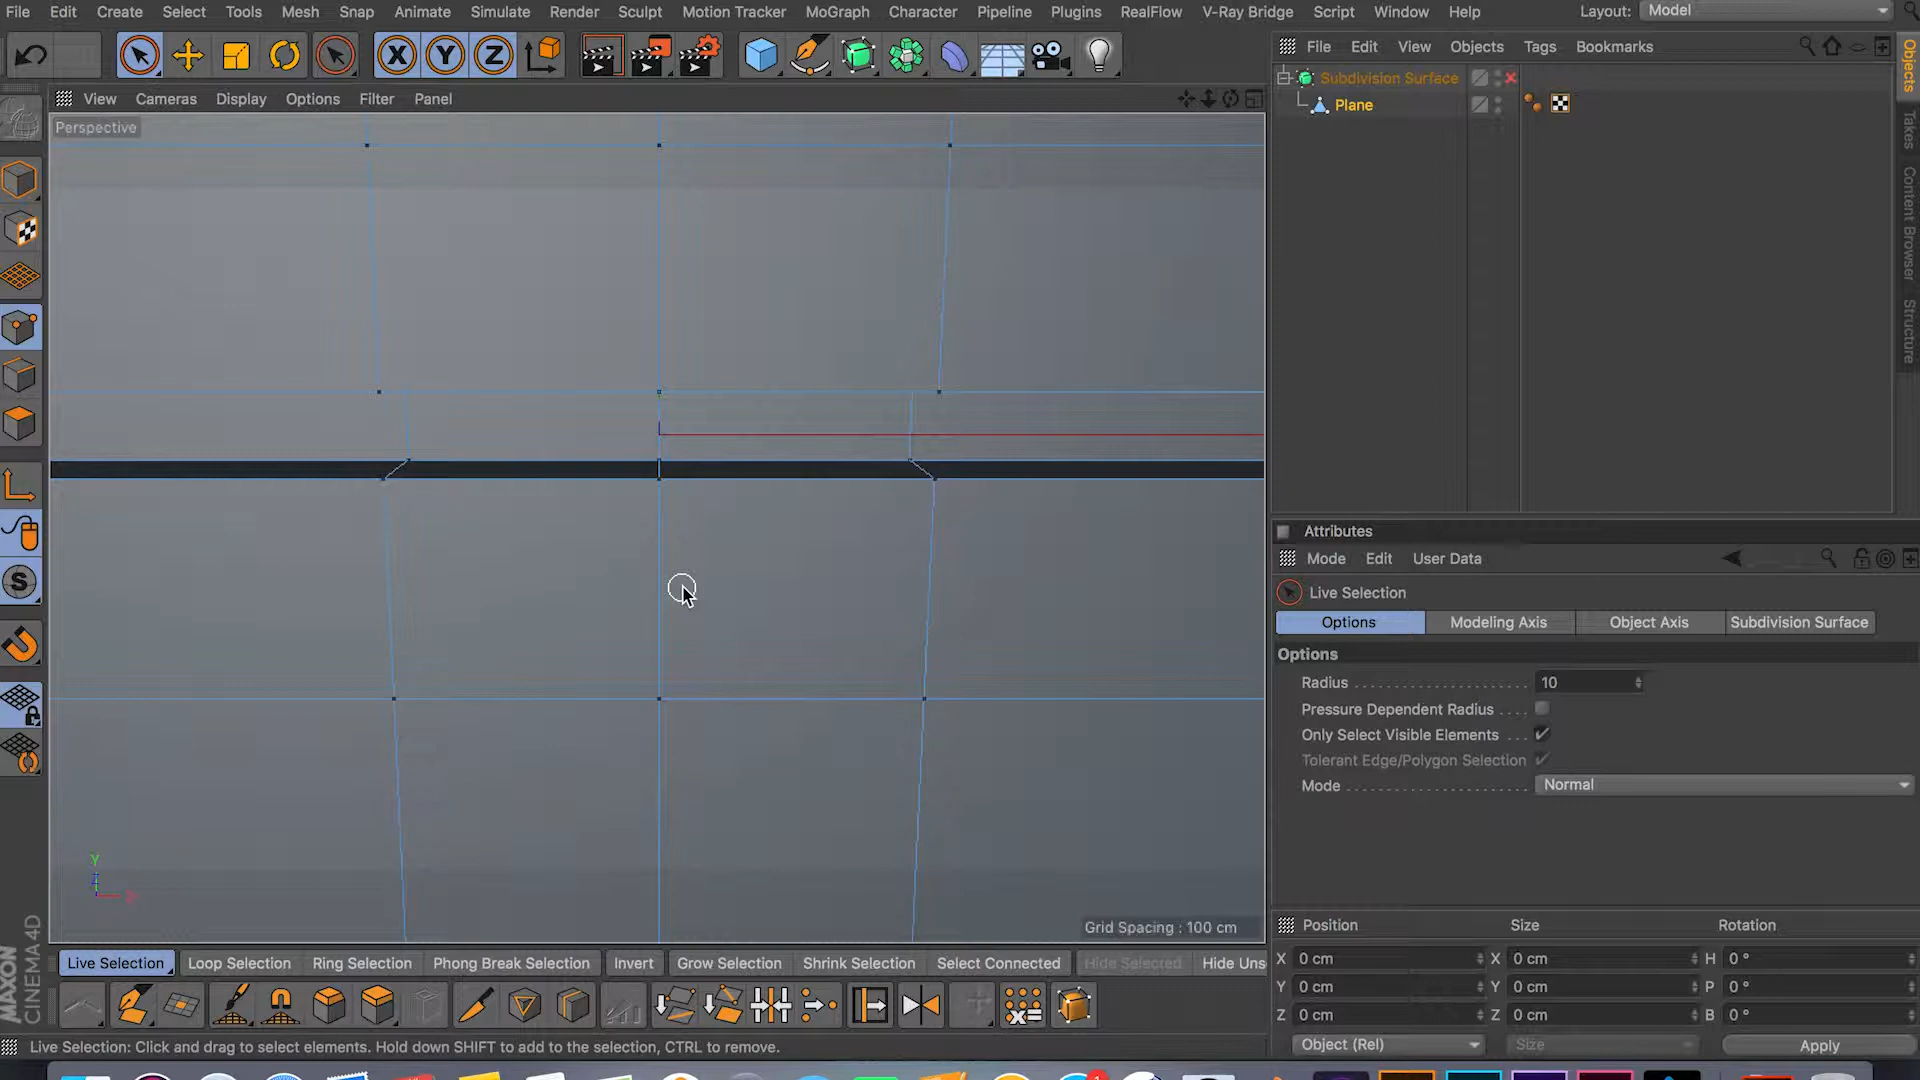 File Edit Create Select Tools Mesh Snap Animate Simulate Render Sculpt Motion Tracker MoGraph Character Pipeline Plugins RealFlow V-Ray Bridge Script Window Help Layout: Model
X Y Z
File Edit View Objects Tags Bookmarks
Objects
Takes
Content Browser
Structure
Subdivision Surface
Plane
View Cameras Display Options Filter Panel
Perspective
Attributes
Mode Edit User Data
Live Selection
Options Modeling Axis Object Axis Subdivision Surface
Options
Radius 10
Pressure Dependent Radius
Only Select Visible Elements
Tolerant Edge/Polygon Selection
Mode Normal
S
Y
Grid Spacing : 100 cm
Position Size Rotation
X 0 cm X 0 cm H 0 °
Y 0 cm Y 0 cm P 0 °
Z 0 cm Z 0 cm B 0 °
Object (Rel) Size Apply
Live Selection Loop Selection Ring Selection Phong Break Selection Invert Grow Selection Shrink Selection Select Connected Hide Selected Hide Uns
MAXON
CINEMA 4D
Live Selection: Click and drag to select elements. Hold down SHIFT to add to the selection, CTRL to remove.